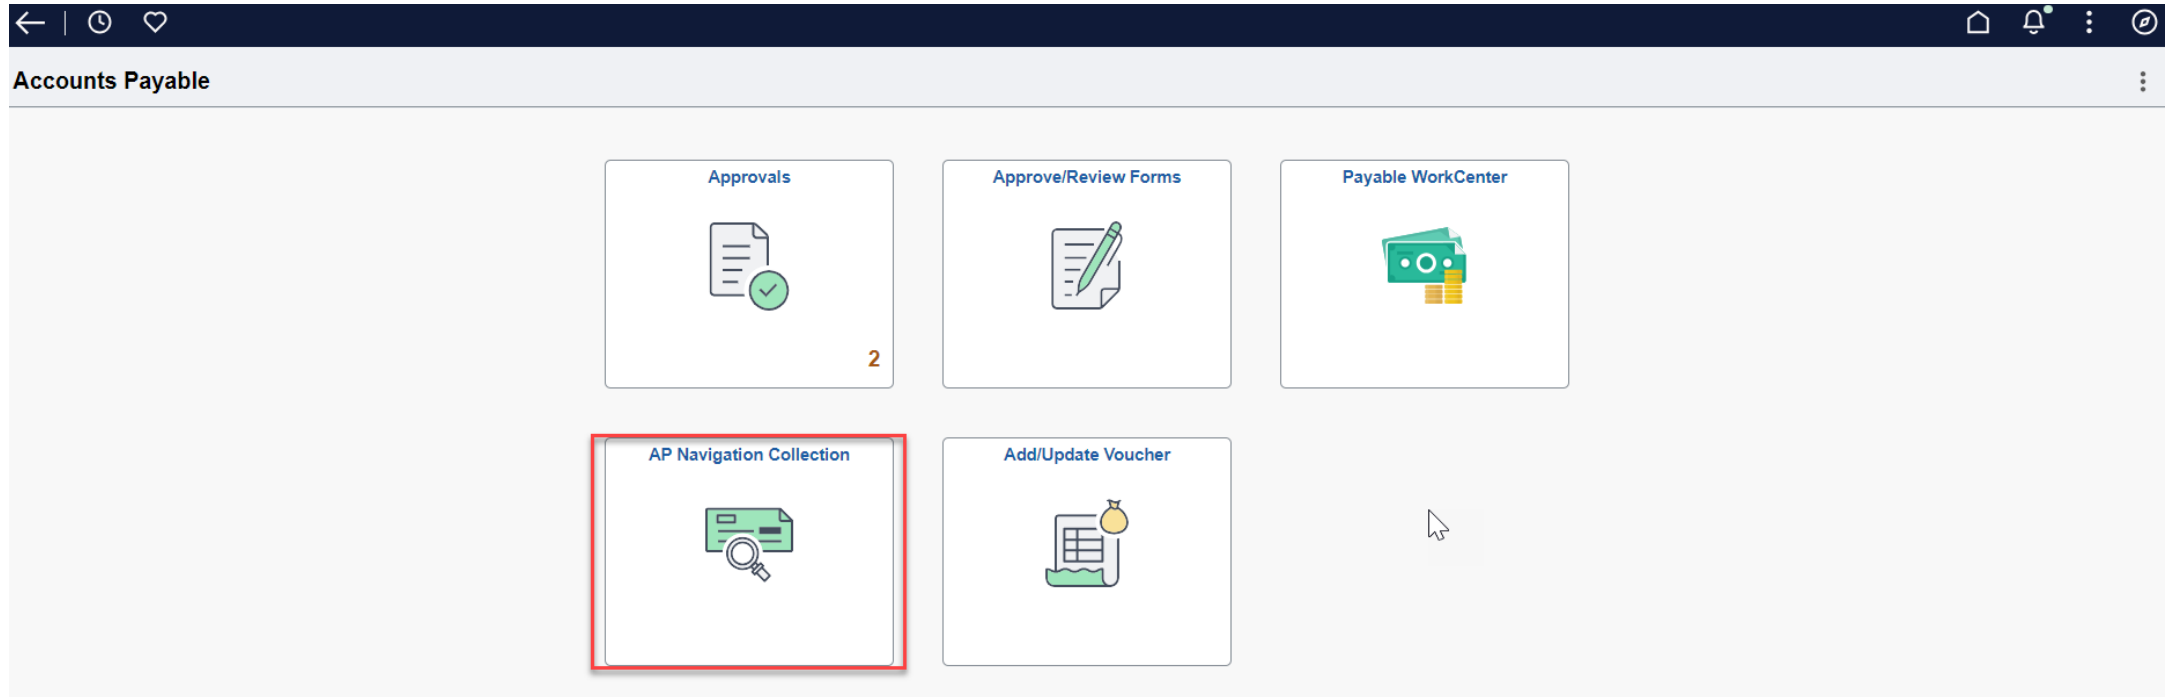 Accounts Payable
Approvals
Approve/Review Forms
Payable WorkCenter
2
AP Navigation Collection
Add/Update Voucher